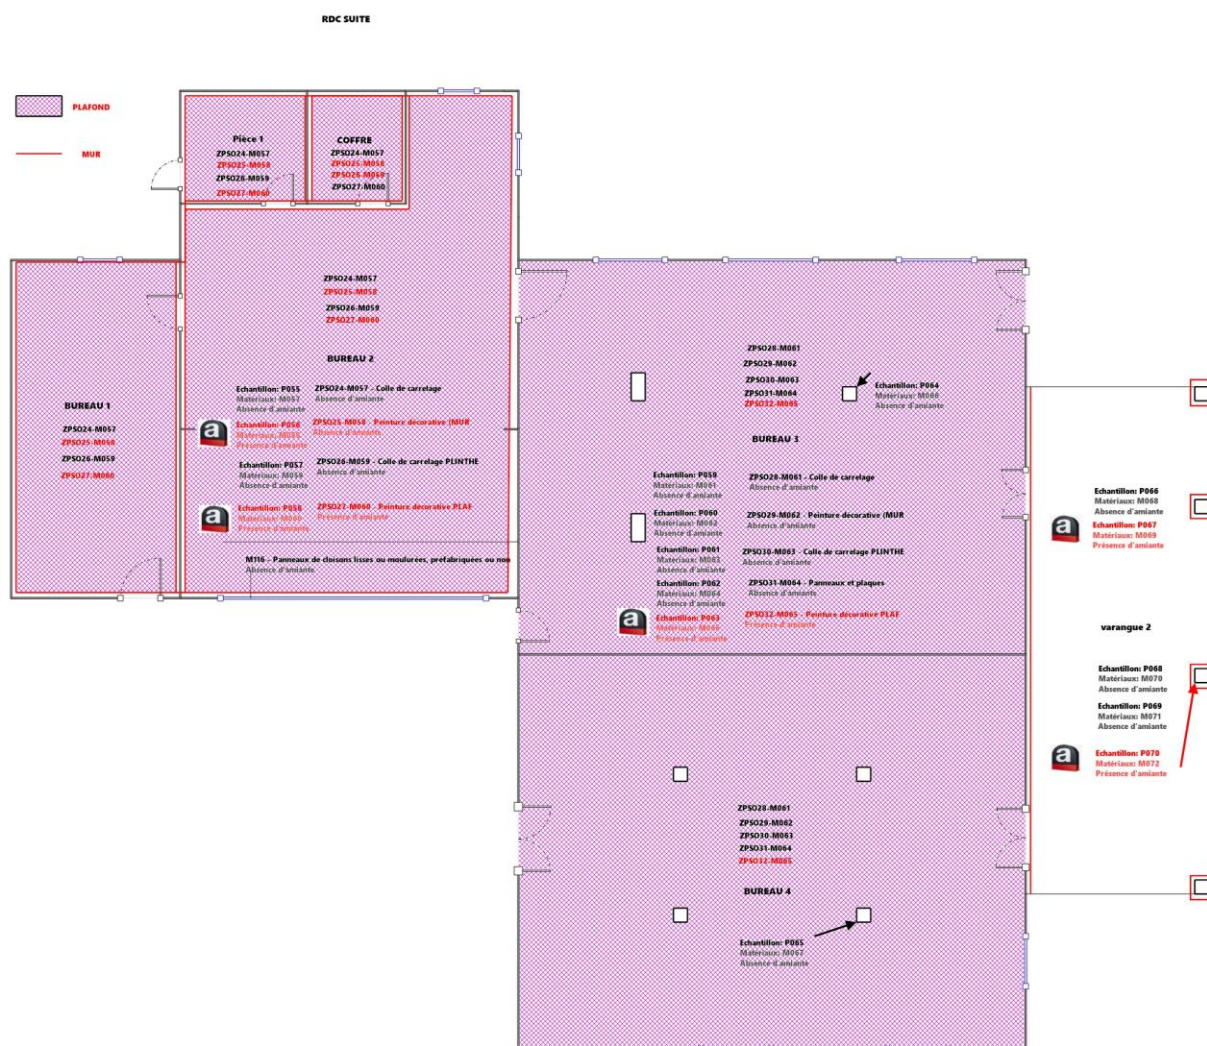 RDC SUITE
PLAFOND
MUR
Pièce 1
ZPSO24-M057
ZPSO25-M058
ZPSO26-M059
ZPSO27-M060
COFFRE
ZPSO24-M057
ZPSO25-M058
ZPSO26-M059
ZPSO27-M060
ZPSO24-M057
ZPSO25-M058
ZPSO26-M059
ZPSO27-M060
BUREAU 2
Echantillon: P055
Matériaux: M057
Absence d'amiante
ZPSO24-M057 - Colle de carrelage
Absence d'amiante
a
Echantillon: P056
Matériaux: M058
Présence d'amiante
ZPSO25-M058 - Peinture décorative (MUR
Absence d'amiante
Echantillon: P057
Matériaux: M059
Absence d'amiante
ZPSO26-M059 - Colle de carrelage PLINTHE
Absence d'amiante
a
Echantillon: P058
Matériaux: M060
Présence d'amiante
ZPSO27-M060 - Peinture décorative PLAF
Présence d'amiante
M116 - Panneaux de cloisons lisses ou moulurées, préfabriquées ou non
Absence d'amiante
BUREAU 1
ZPSO24-M057
ZPSO25-M058
ZPSO26-M059
ZPSO27-M060
ZPSO28-M061
ZPSO29-M062
ZPSO30-M063
ZPSO31-M064
ZPSO32-M065
Echantillon: P064
Matériaux: M066
Absence d'amiante
BUREAU 3
Echantillon: P059
Matériaux: M061
Absence d'amiante
ZPSO28-M061 - Colle de carrelage
Absence d'amiante
Echantillon: P060
Matériaux: M062
Absence d'amiante
ZPSO29-M062 - Peinture décorative (MUR
Absence d'amiante
Echantillon: P061
Matériaux: M063
Absence d'amiante
ZPSO30-M063 - Colle de carrelage PLINTHE
Absence d'amiante
Echantillon: P062
Matériaux: M064
Absence d'amiante
ZPSO31-M064 - Panneaux et plaques
Absence d'amiante
a
Echantillon: P063
Matériaux: M065
Présence d'amiante
ZPSO32-M065 - Peinture décorative PLAF
Présence d'amiante
Echantillon: P066
Matériaux: M068
Absence d'amiante
a
Echantillon: P067
Matériaux: M069
Présence d'amiante
varangue 2
Echantillon: P068
Matériaux: M070
Absence d'amiante
Echantillon: P069
Matériaux: M071
Absence d'amiante
a
Echantillon: P070
Matériaux: M072
Présence d'amiante
ZPSO28-M061
ZPSO29-M062
ZPSO30-M063
ZPSO31-M064
ZPSO32-M065
BUREAU 4
Echantillon: P065
Matériaux: M067
Absence d'amiante